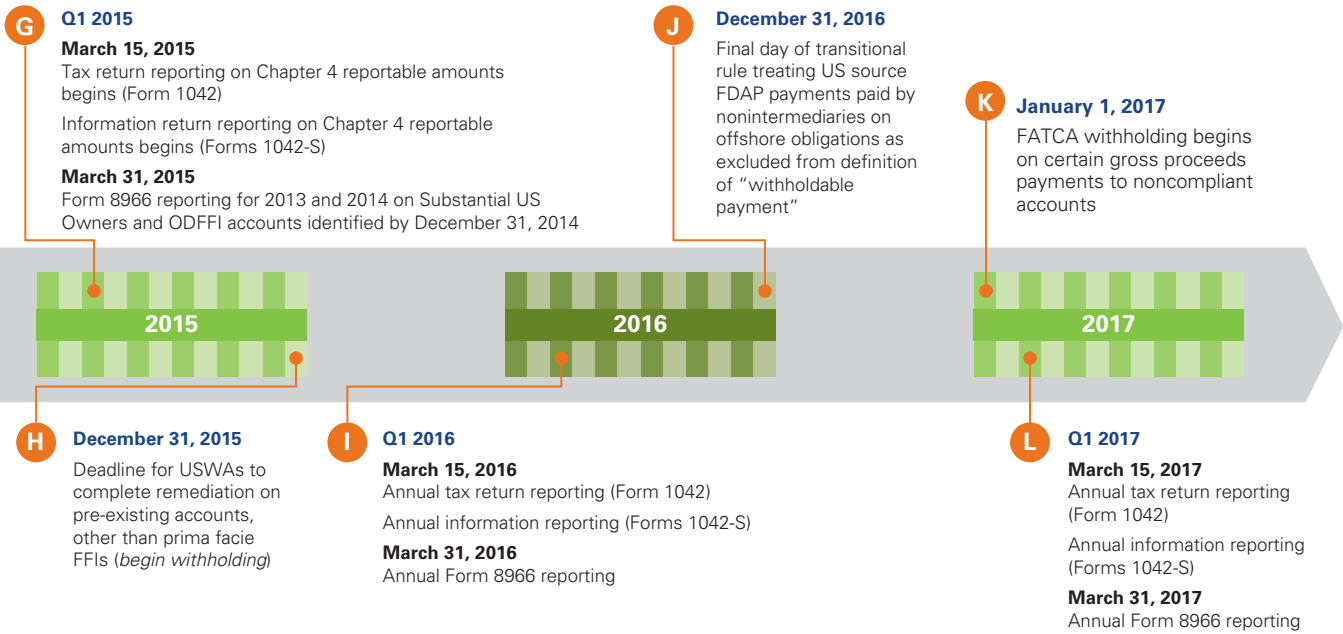 G
Q1 2015
March 15, 2015
Tax return reporting on Chapter 4 reportable amounts
begins (Form 1042)
Information return reporting on Chapter 4 reportable
amounts begins (Forms 1042-S)
March 31, 2015
Form 8966 reporting for 2013 and 2014 on Substantial US
Owners and ODFFI accounts identified by December 31, 2014
J
December 31, 2016
Final day of transitional
rule treating US source
FDAP payments paid by
nonintermediaries on
offshore obligations as
excluded from definition
of “withholdable
payment”
K
January 1, 2017
FATCA withholding begins
on certain gross proceeds
payments to noncompliant
accounts
2015
2016
2017
H
December 31, 2015
Deadline for USWAs to
complete remediation on
pre-existing accounts,
other than prima facie
FFIs (begin withholding)
I
Q1 2016
March 15, 2016
Annual tax return reporting (Form 1042)
Annual information reporting (Forms 1042-S)
March 31, 2016
Annual Form 8966 reporting
L
Q1 2017
March 15, 2017
Annual tax return reporting
(Form 1042)
Annual information reporting
(Forms 1042-S)
March 31, 2017
Annual Form 8966 reporting